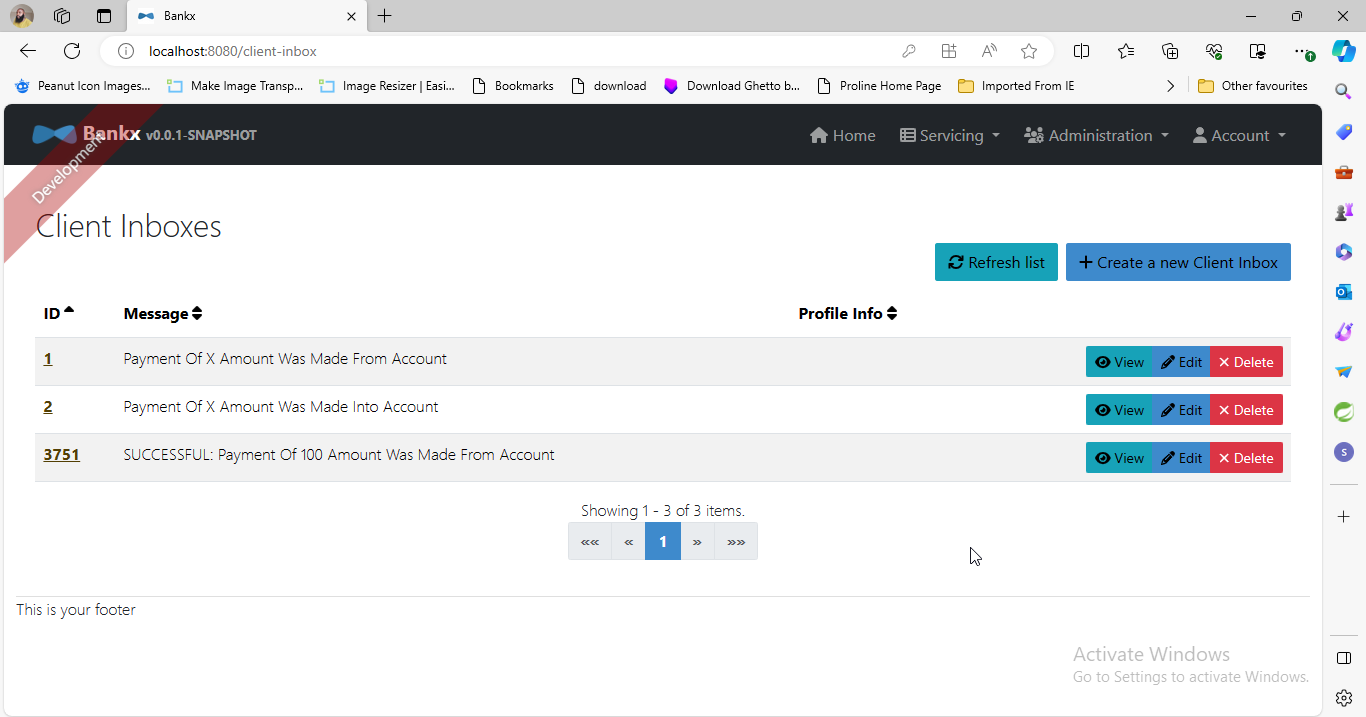 Bankx
localhost:8080/client-inbox
Peanut Icon Images... Make Image Transp... Image Resizer | Easi... Bookmarks download Download Ghetto b... Proline Home Page Imported From IE Other favourites
Bankx v0.0.1-SNAPSHOT Home Servicing Administration Account
Development
Client Inboxes
Refresh list + Create a new Client Inbox
ID Message Profile Info
1 Payment Of X Amount Was Made From Account View Edit Delete
2 Payment Of X Amount Was Made Into Account View Edit Delete
3751 SUCCESSFUL: Payment Of 100 Amount Was Made From Account View Edit Delete
Showing 1 - 3 of 3 items.
«« « 1 » »»
This is your footer
Activate Windows
Go to Settings to activate Windows.
S